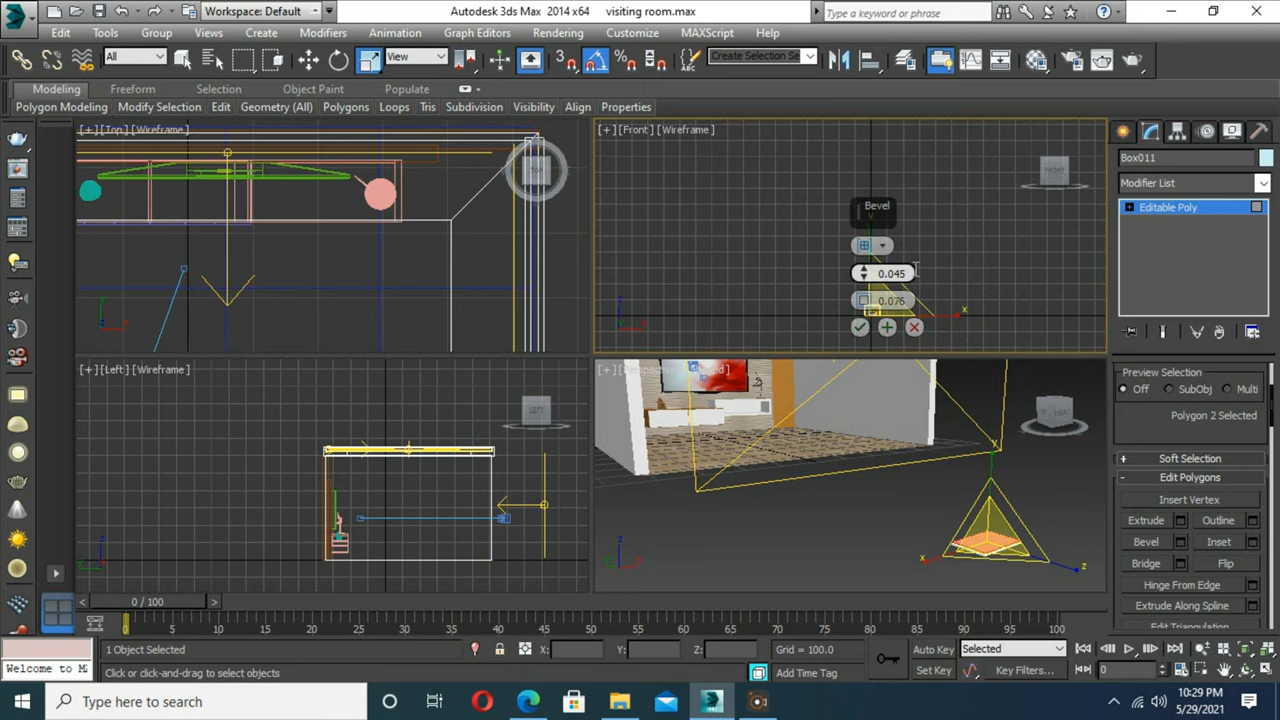 Workspace: Default
Autodesk 3ds Max 2014 x64
visiting room.max
Type a keyword or phrase
Edit Tools Group Views Create Modifiers Animation Graph Editors Rendering Customize MAXScript Help
All
View
3
Create Selection Se
Modeling Freeform Selection Object Paint Populate
Polygon Modeling Modify Selection Edit Geometry (All) Polygons Loops Tris Subdivision Visibility Align Properties
[+][Top][Wireframe]
TOP
[+][Front][Wireframe]
FRONT
Bevel
0.045
0.076
x
z
Box011
Modifier List
Editable Poly
[+][Left][Wireframe]
LEFT
z
y
x
z
x
z
Preview Selection
Off SubObj Multi
Polygon 2 Selected
Soft Selection
Edit Polygons
Insert Vertex
Extrude Outline
Bevel Inset
Bridge Flip
Hinge From Edge
Extrude Along Spline
Edit Triangulation
0 / 100
0 5 10 15 20 25 30 35 40 45 50 55 60 65 70 75 80 85 90 95 100
1 Object Selected
X:
Y:
Z:
Grid = 100.0
Auto Key
Selected
Welcome to M
Click or click-and-drag to select objects
Add Time Tag
Set Key
Key Filters...
0
Type here to search
10:29 PM
5/29/2021